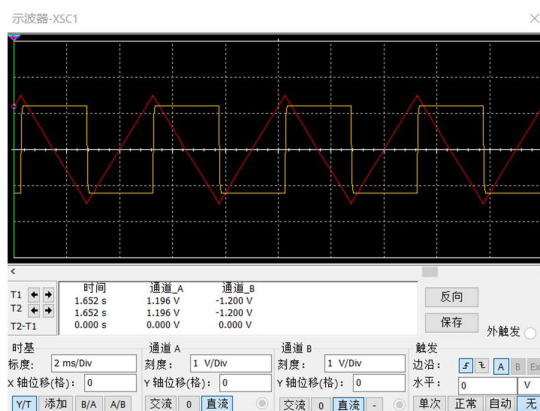 示波器-XSC1
T1
T2
T2-T1
时间 通道_A 通道_B
1.652 s 1.196 V -1.200 V
1.652 s 1.196 V -1.200 V
0.000 s 0.000 V 0.000 V
反向
保存
外触发
时基
标度: 2 ms/Div
X 轴位移(格): 0
Y/T 添加 B/A A/B
通道 A
刻度: 1 V/Div
Y 轴位移(格): 0
交流 0 直流
通道 B
刻度: 1 V/Div
Y 轴位移(格): 0
交流 0 直流 -
触发
边沿: A B Ext
水平: 0 V
单次 正常 自动 无